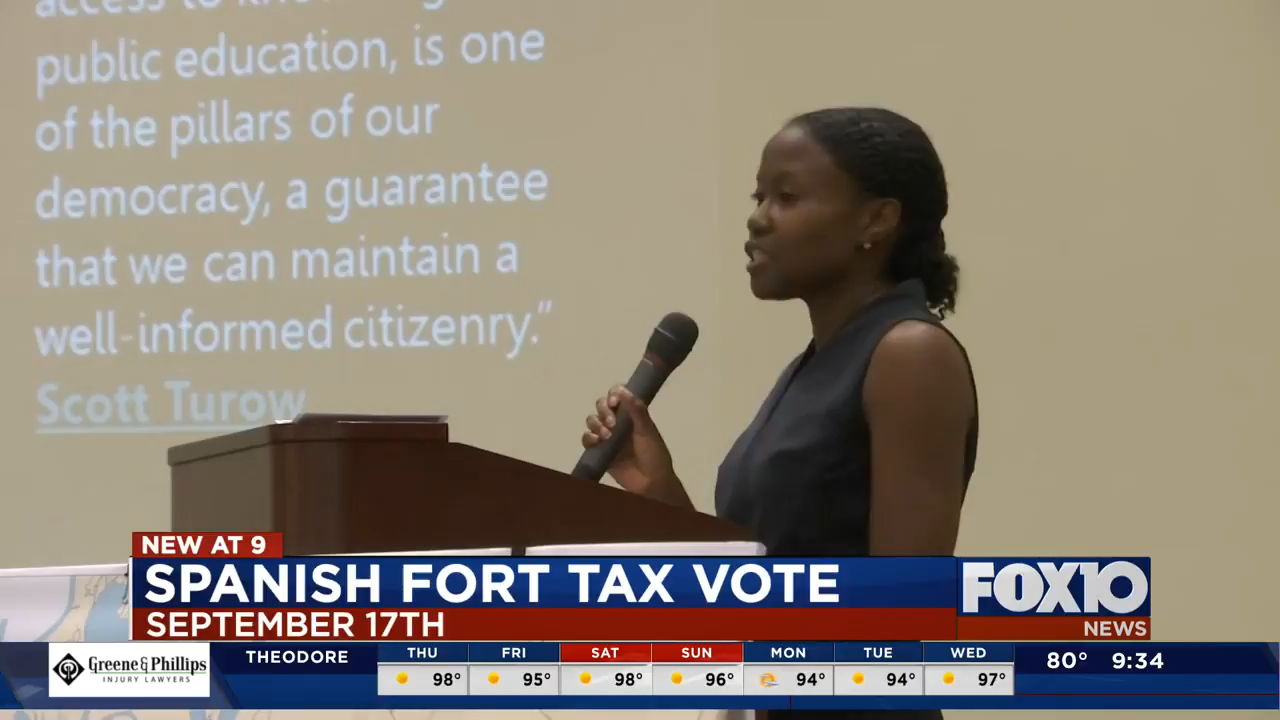 public education, is one
of the pillars of our
democracy, a guarantee
that we can maintain a
well-informed citizenry.”
Scott Turow
NEW AT 9
SPANISH FORT TAX VOTE
SEPTEMBER 17TH
FOX10
NEWS
Greene & Phillips
INJURY LAWYERS
THEODORE
THU FRI SAT SUN MON TUE WED
98° 95° 98° 96° 94° 94° 97°
80° 9:34